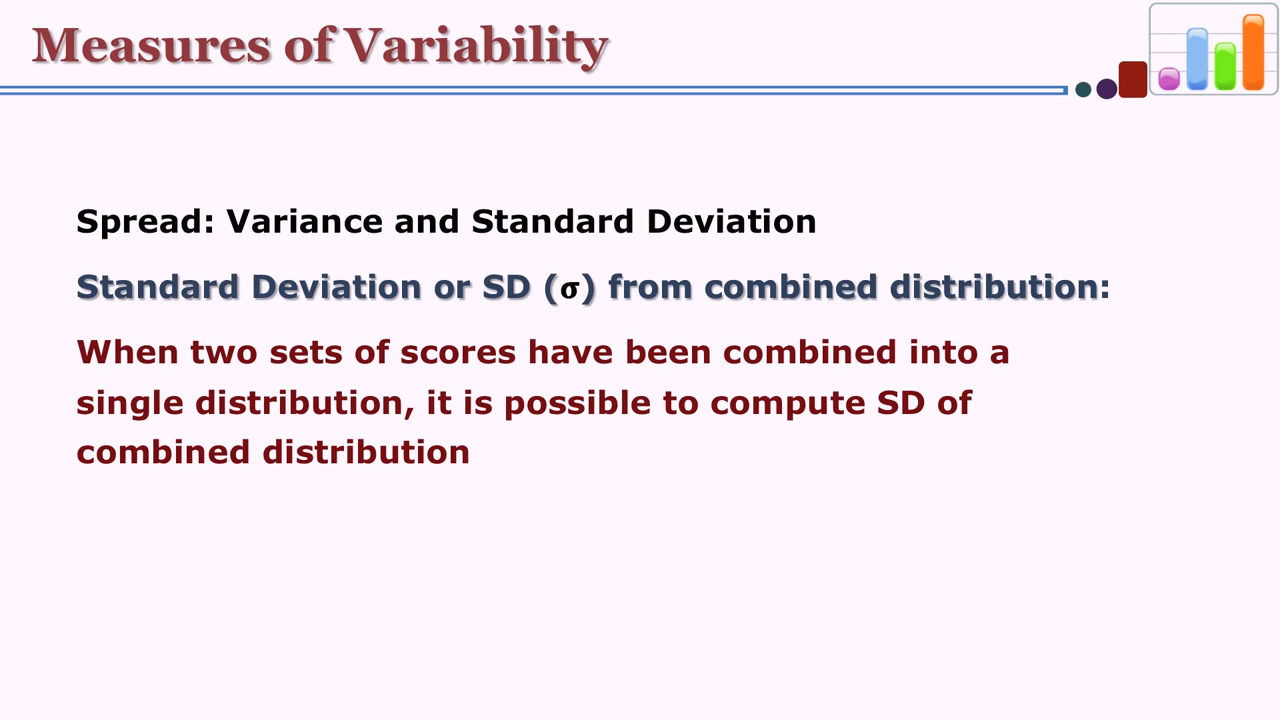 Measures of Variability
Spread: Variance and Standard Deviation
Standard Deviation or SD (σ) from combined distribution:
When two sets of scores have been combined into a
single distribution, it is possible to compute SD of
combined distribution